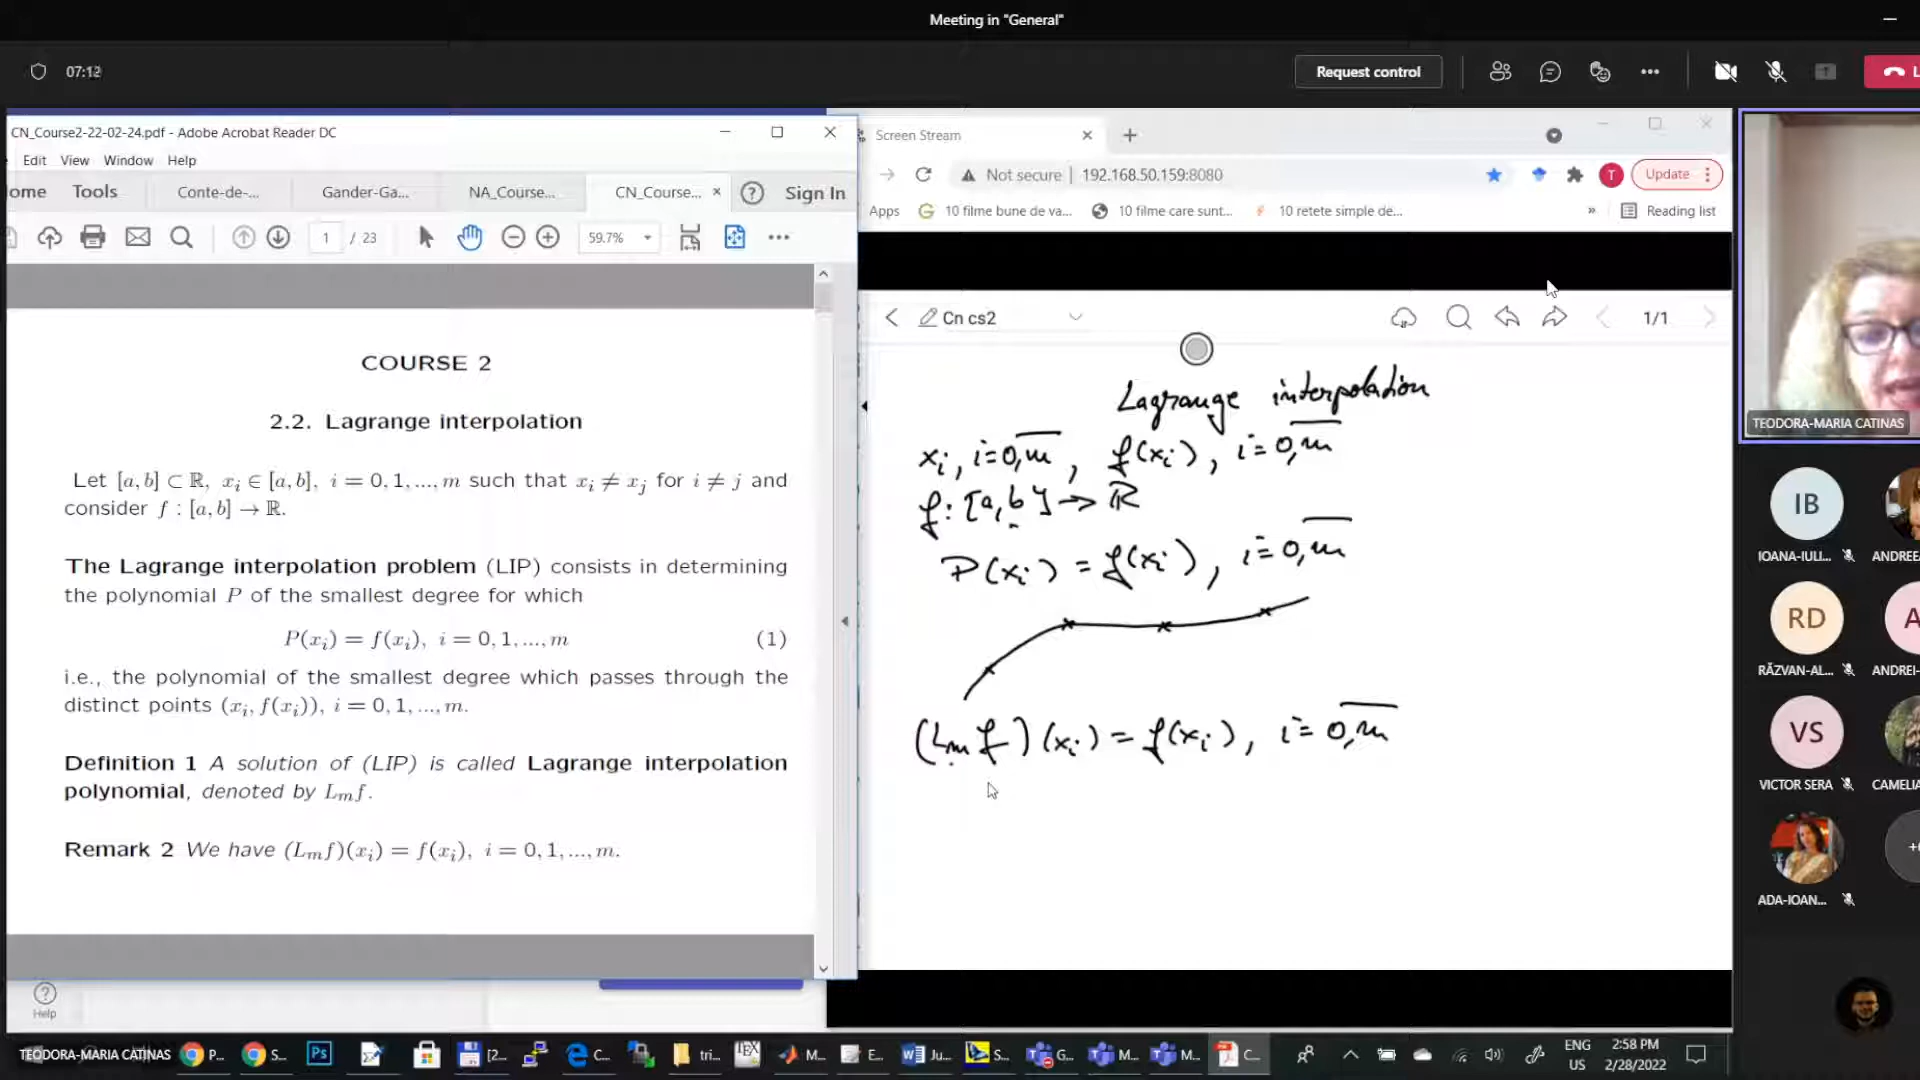 Meeting in "General"
07:12
Request control
CN_Course2-22-02-24.pdf - Adobe Acrobat Reader DC
Edit View Window Help
ome Tools Conte-de-... Gander-Ga... NA_Course... CN_Course... × Sign In
1 / 23 59.7%
COURSE 2
2.2. Lagrange interpolation
Let [a, b] ⊂ ℝ, xᵢ ∈ [a, b], i = 0, 1, ..., m such that xᵢ ≠ xⱼ for i ≠ j and
consider f : [a, b] → ℝ.
The Lagrange interpolation problem (LIP) consists in determining
the polynomial P of the smallest degree for which
P(xᵢ) = f(xᵢ), i = 0, 1, ..., m (1)
i.e., the polynomial of the smallest degree which passes through the
distinct points (xᵢ, f(xᵢ)), i = 0, 1, ..., m.
Definition 1 A solution of (LIP) is called Lagrange interpolation
polynomial, denoted by Lₘf.
Remark 2 We have (Lₘf)(xᵢ) = f(xᵢ), i = 0, 1, ..., m.
Help
Screen Stream
Not secure | 192.168.50.159:8080
Update
Apps 10 filme bune de va... 10 filme care sunt... 10 retete simple de... » Reading list
Cn cs2
1/1
Lagrange interpolation
xᵢ, i=0,m, f(xᵢ), i=0,m
f: [a,b] → ℝ
P(xᵢ) = f(xᵢ), i=0,m
(Lₘ f)(xᵢ) = f(xᵢ), i=0,m
TEODORA-MARIA CATINAS
IB
IOANA-IULI... ANDREE
RD A
RĂZVAN-AL... ANDREI-
VS
VICTOR SERA CAMELIA
ADA-IOAN...
TEODORA-MARIA CATINAS
P... S... Ps [2... C... tri... TEX M... E... Ju... S... G... M... M... C...
ENG
US
2:58 PM
2/28/2022